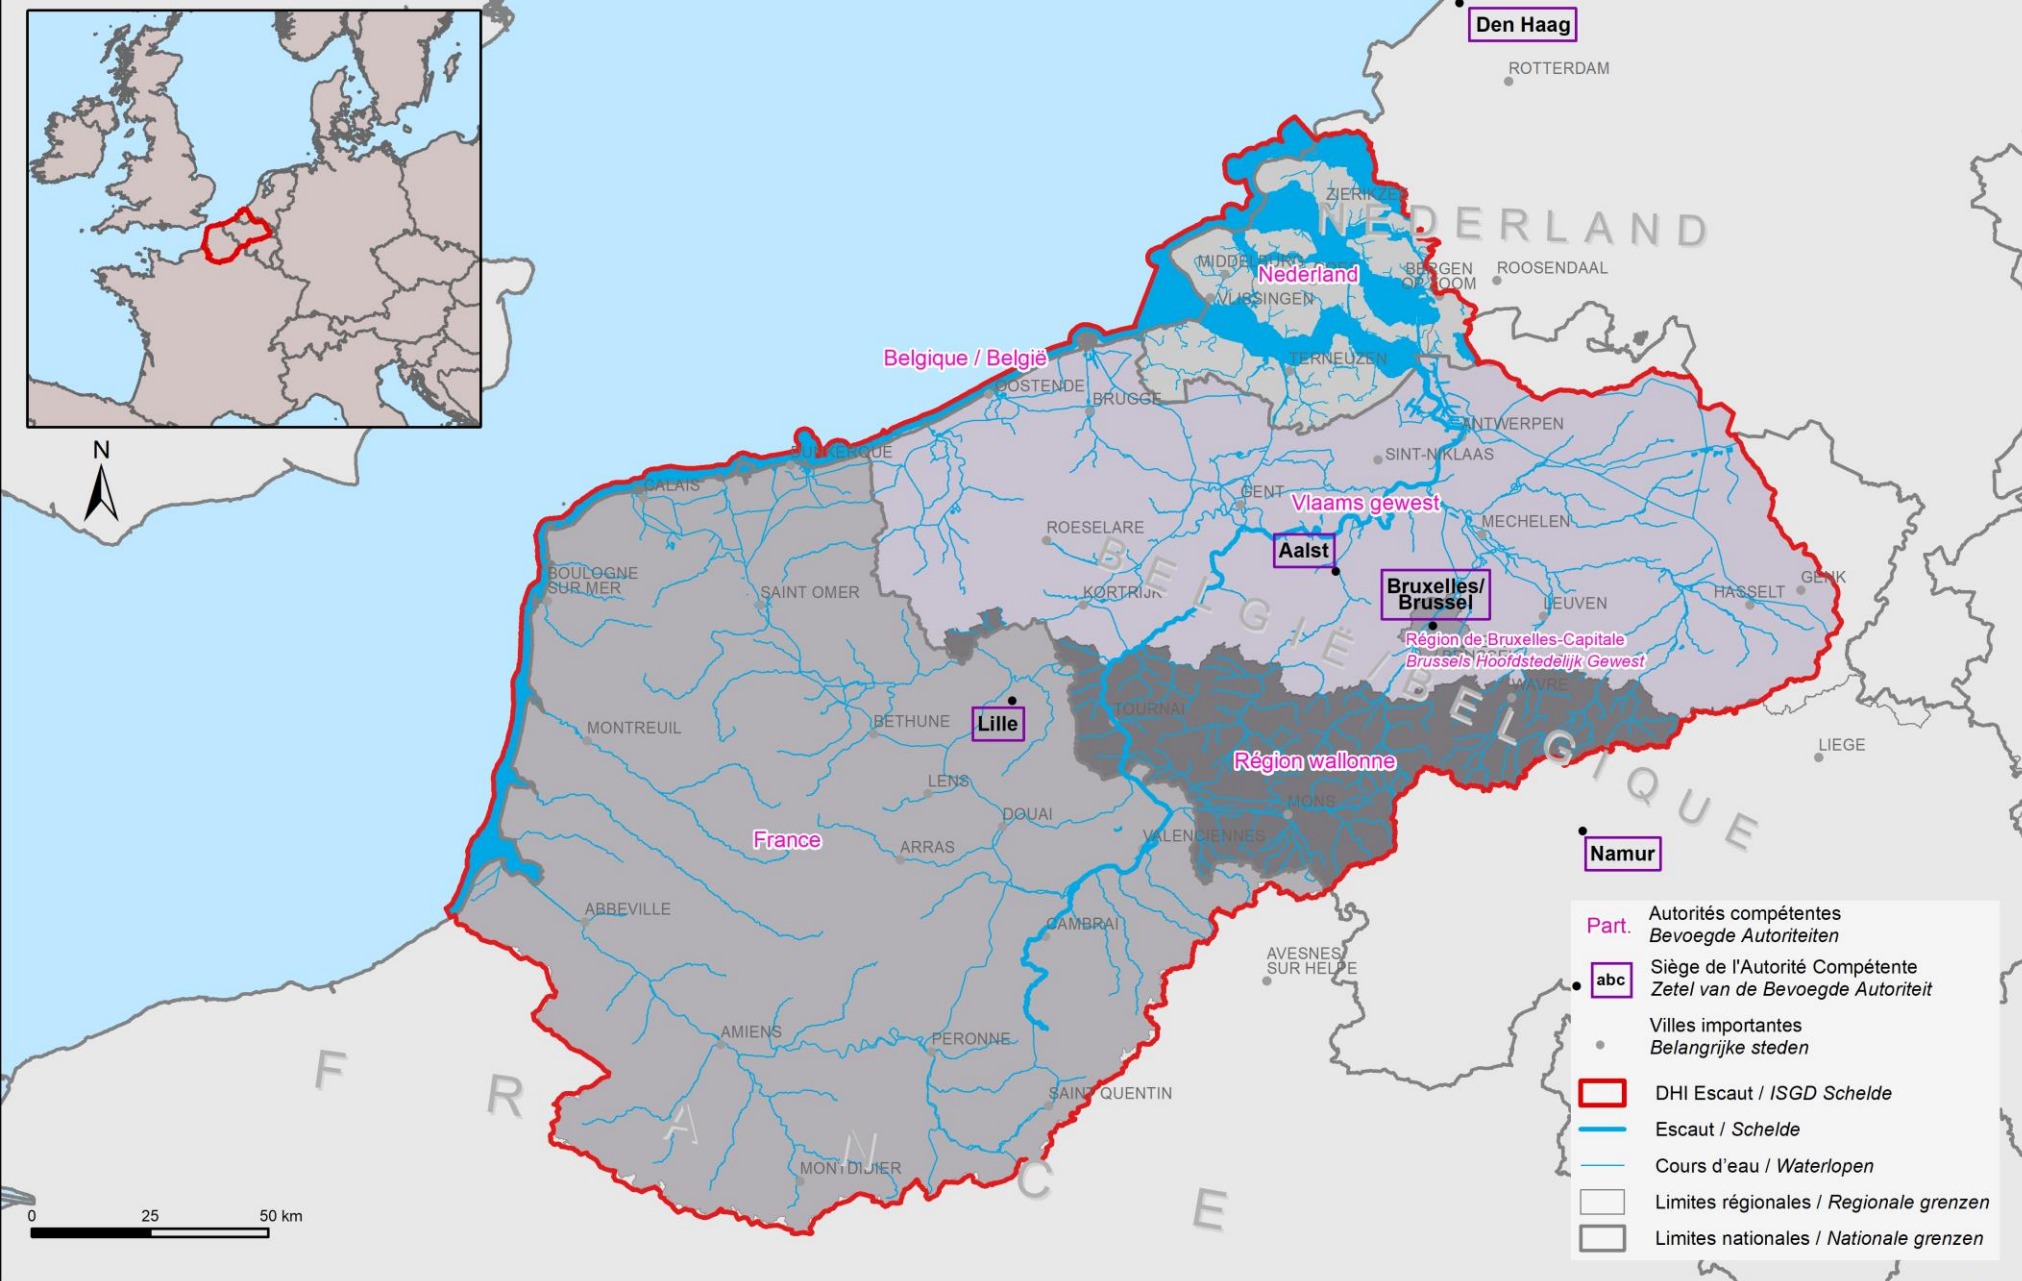 Den Haag
ROTTERDAM
NEDERLAND
ZIERIKZEE
MIDDELBURG
Nederland
BERGEN
OP ZOOM
ROOSENDAAL
VLISSINGEN
TERNEUZEN
Belgique / België
OOSTENDE
BRUGGE
ANTWERPEN
SINT-NIKLAAS
DUNKERQUE
CALAIS
GENT
Vlaams gewest
ROESELARE
MECHELEN
Aalst
BOULOGNE
SUR MER
SAINT OMER
KORTRIJK
Bruxelles/
Brussel
LEUVEN
HASSELT
GENK
Région de Bruxelles-Capitale
Brussels Hoofdstedelijk Gewest
BELGIË / BELGIQUE
WAVRE
TOURNAI
MONTREUIL
BETHUNE
Lille
LIEGE
Région wallonne
LENS
MONS
DOUAI
France
ARRAS
VALENCIENNES
Namur
ABBEVILLE
CAMBRAI
AVESNES
SUR HELPE
AMIENS
PERONNE
SAINT QUENTIN
MONTDIDIER
FRANCE
N
0 25 50 km
Part. Autorités compétentes
Bevoegde Autoriteiten
abc Siège de l'Autorité Compétente
Zetel van de Bevoegde Autoriteit
Villes importantes
Belangrijke steden
DHI Escaut / ISGD Schelde
Escaut / Schelde
Cours d'eau / Waterlopen
Limites régionales / Regionale grenzen
Limites nationales / Nationale grenzen